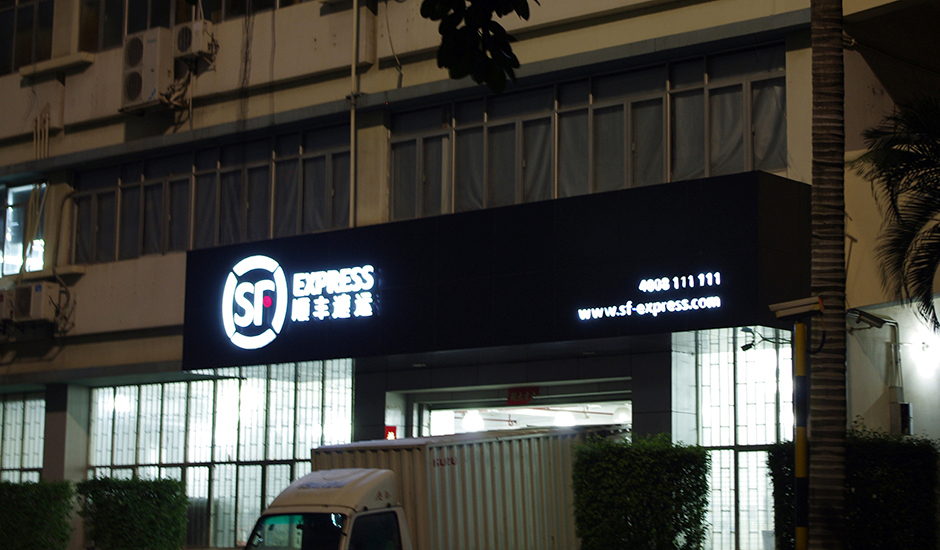 SF
EXPRESS
顺丰速运
4008 111 111
www.sf-express.com